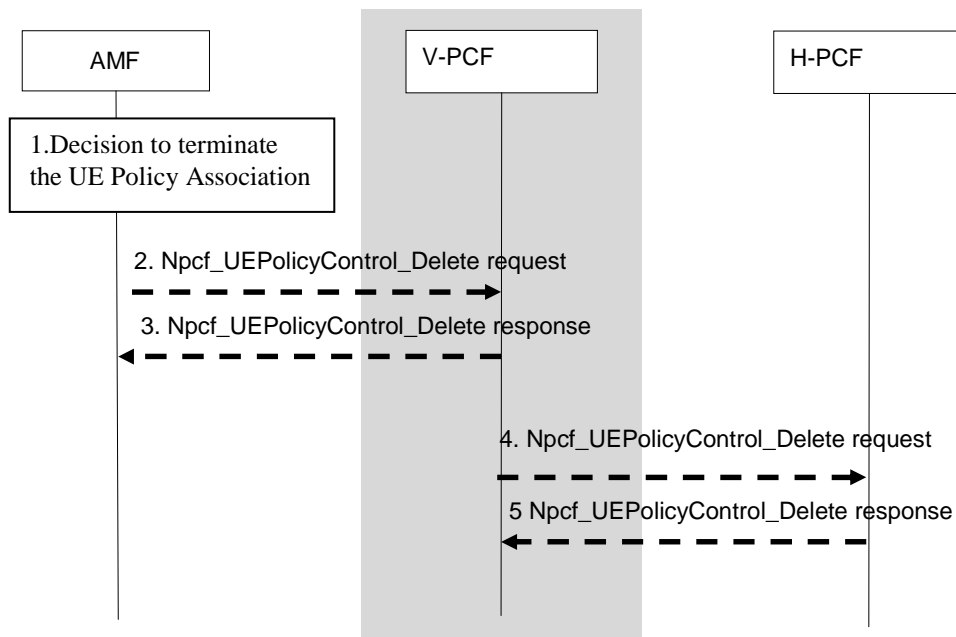 AMF
V-PCF
H-PCF
1.Decision to terminate
the UE Policy Association
2. Npcf_UEPolicyControl_Delete request
3. Npcf_UEPolicyControl_Delete response
4. Npcf_UEPolicyControl_Delete request
5 Npcf_UEPolicyControl_Delete response